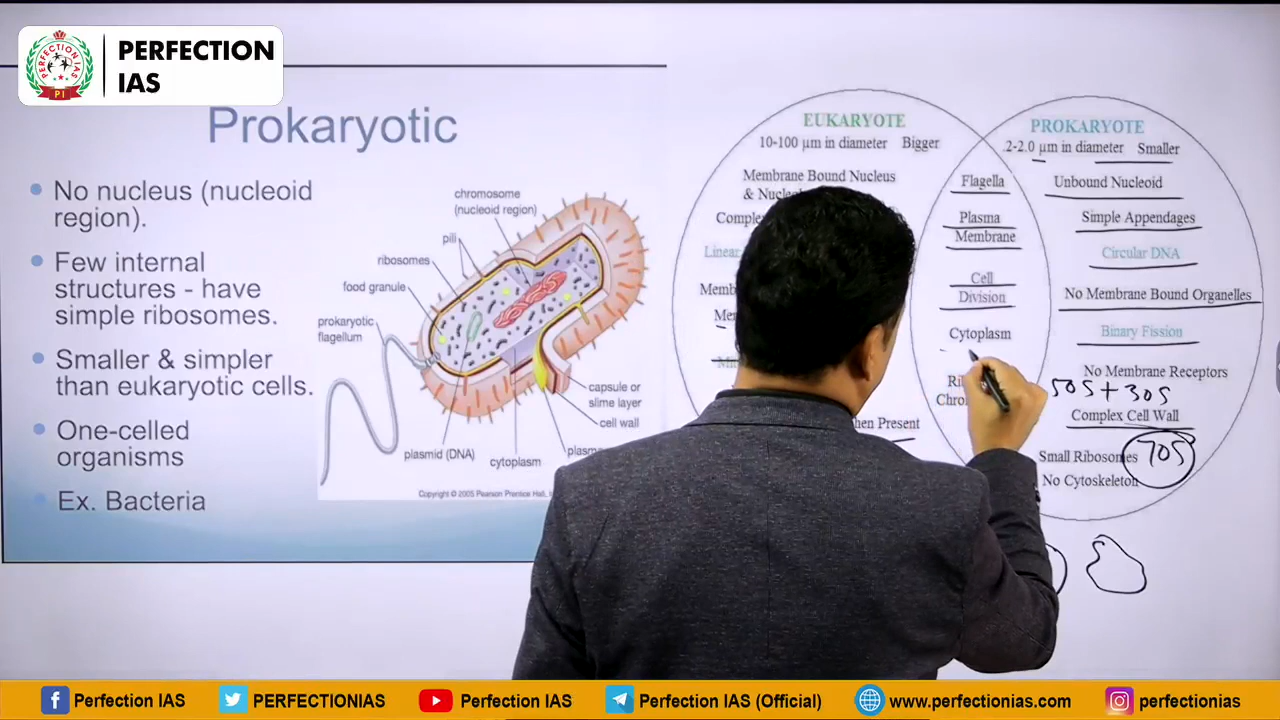 PERFECTION
IAS
PERFECTION IAS
PI
Prokaryotic
No nucleus (nucleoid
region).
Few internal
structures - have
simple ribosomes.
Smaller & simpler
than eukaryotic cells.
One-celled
organisms
Ex. Bacteria
chromosome
(nucleoid region)
pili
ribosomes
food granule
prokaryotic
flagellum
capsule or
slime layer
cell wall
plasmid (DNA)
cytoplasm
Copyright © 2005 Pearson Prentice Hall,
EUKARYOTE
10-100 µm in diameter Bigger
Membrane Bound Nucleus
&
Linear
Present
Flagella
Plasma
Membrane
Cell
Division
Cytoplasm
PROKARYOTE
.2-2.0 µm in diameter Smaller
Unbound Nucleoid
Simple Appendages
Circular DNA
No Membrane Bound Organelles
Binary Fission
No Membrane Receptors
50S + 30S
Complex Cell Wall
Small Ribosomes 70S
No Cytoskeleton
Perfection IAS
PERFECTIONIAS
Perfection IAS
Perfection IAS (Official)
www.perfectionias.com
perfectionias